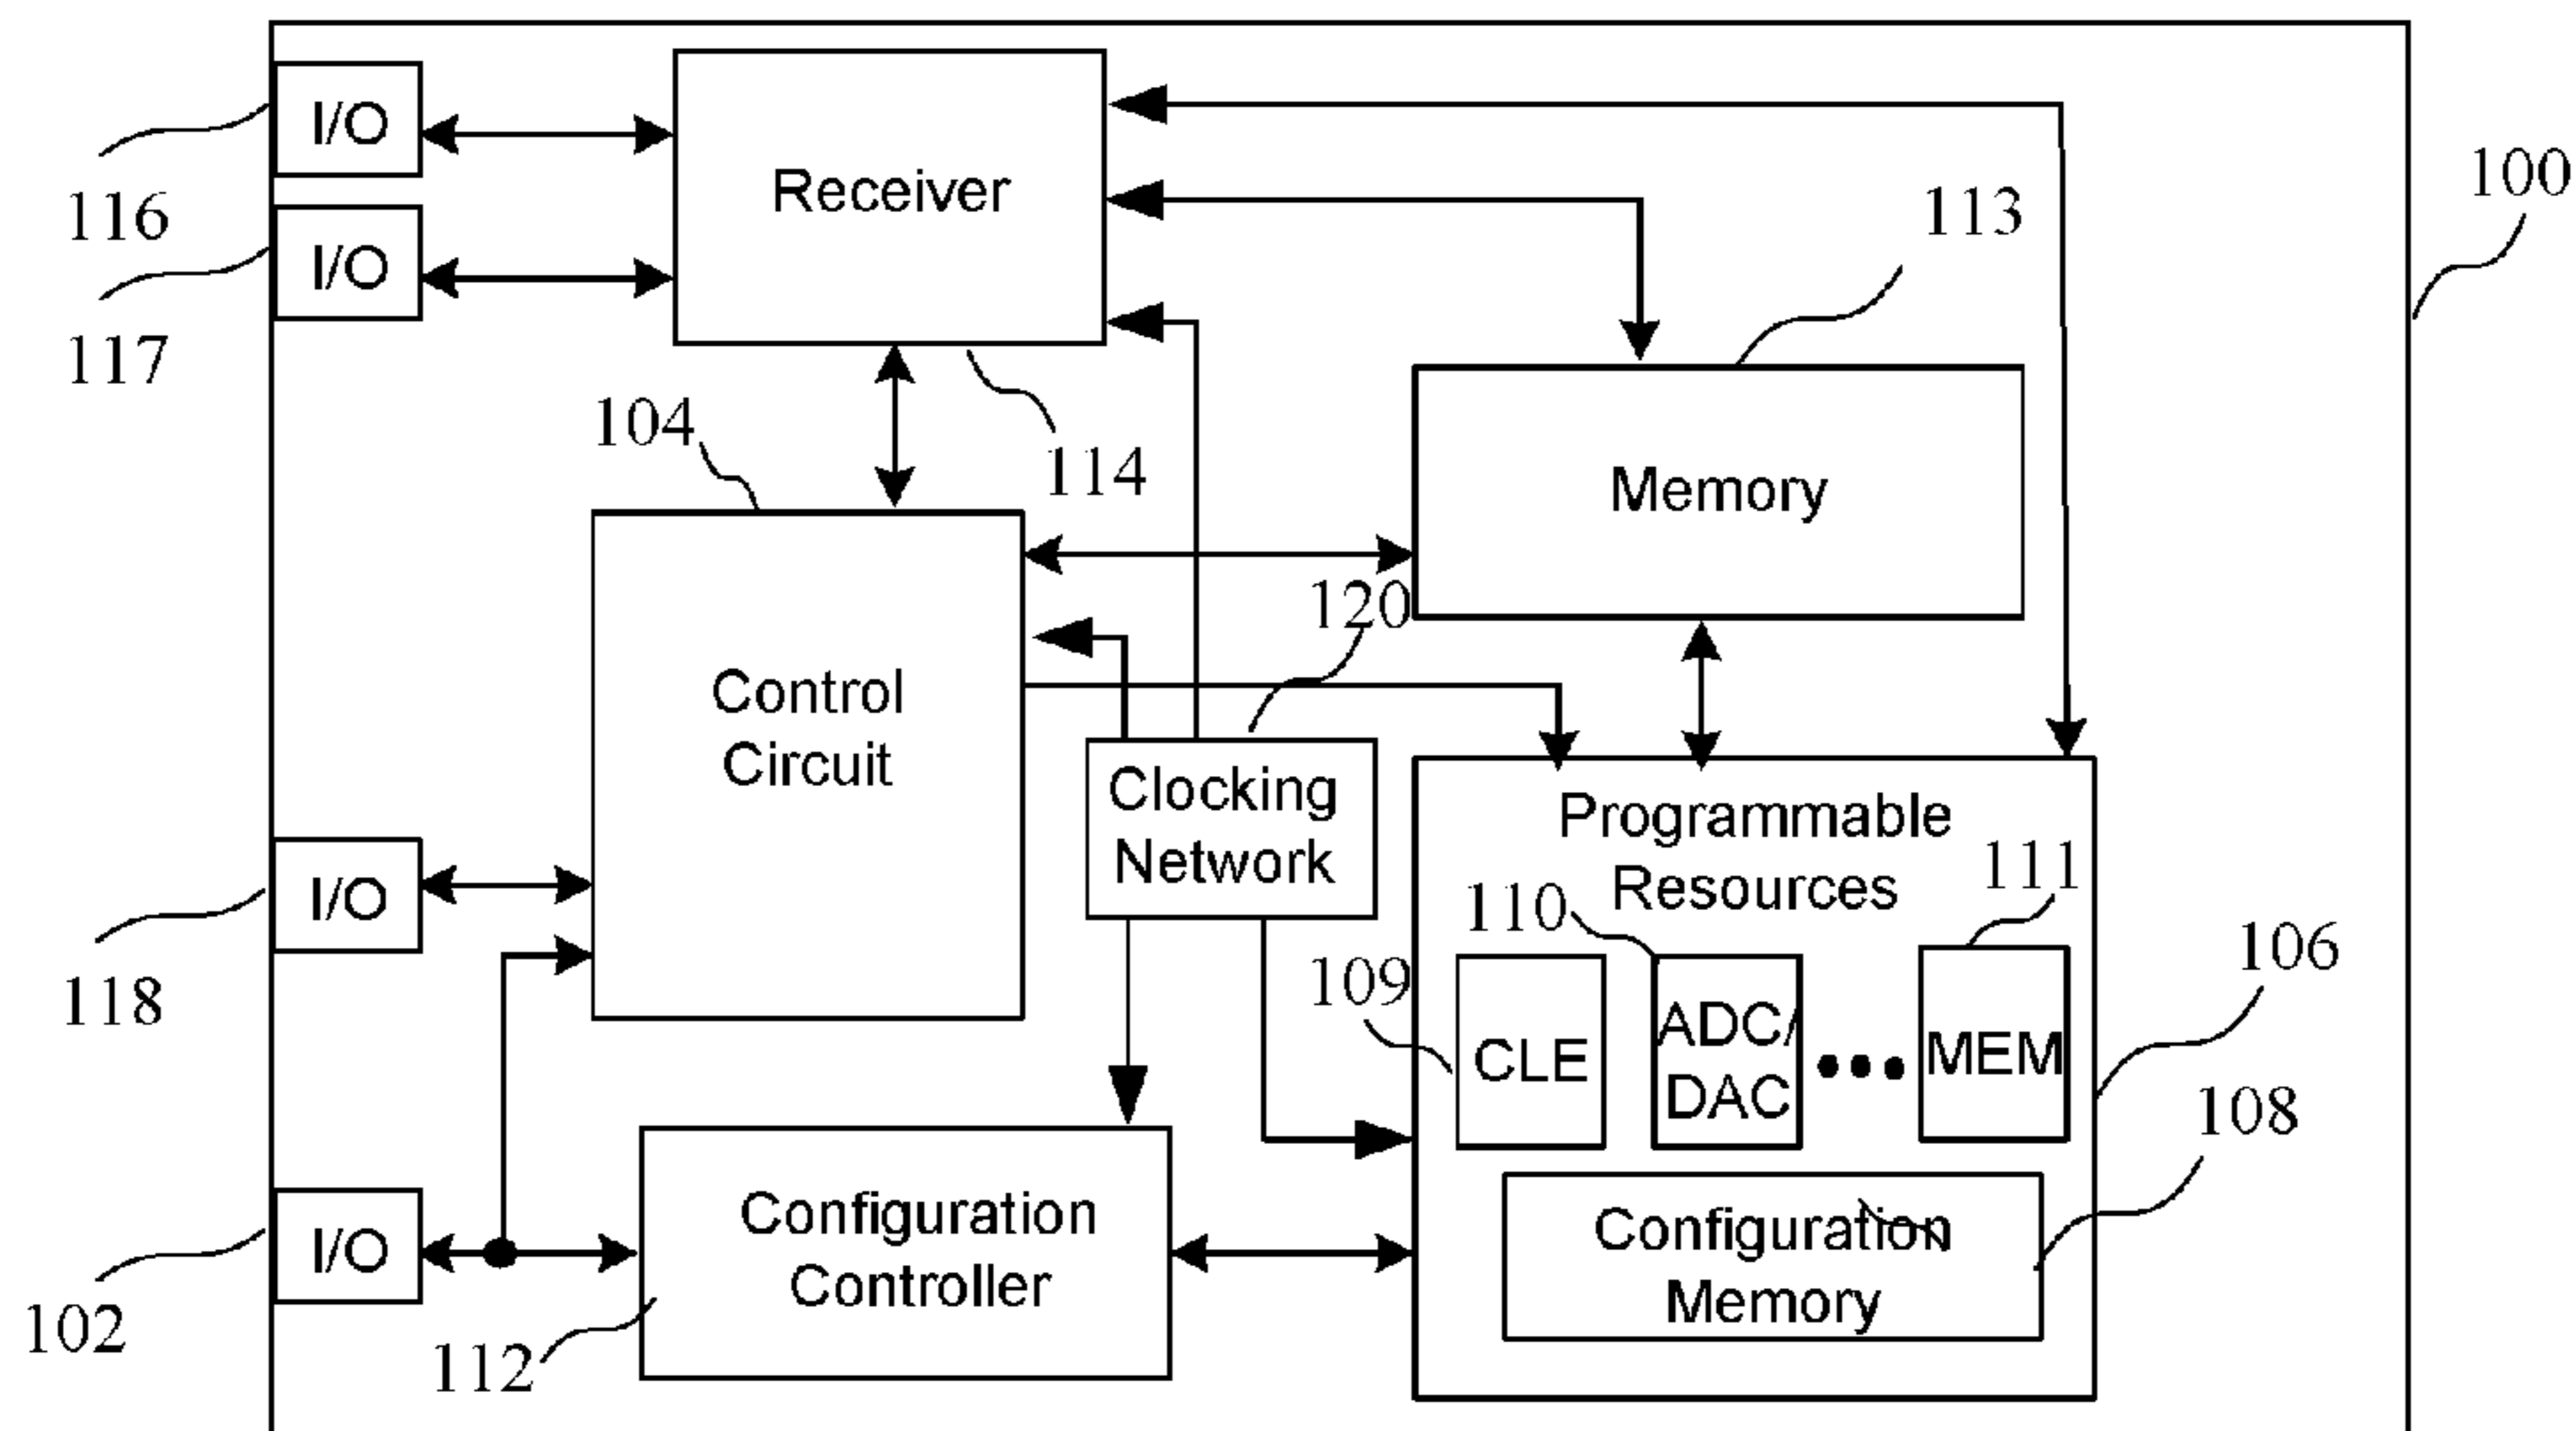 I/O
Receiver
100
116
113
I/O
117
104
114
Memory
120
Control
Circuit
Clocking
Network
Programmable
Resources
111
110
I/O
106
118
109
CLE
ADC/
DAC
MEM
108
Configuration
Controller
Configuration
Memory
I/O
102
112